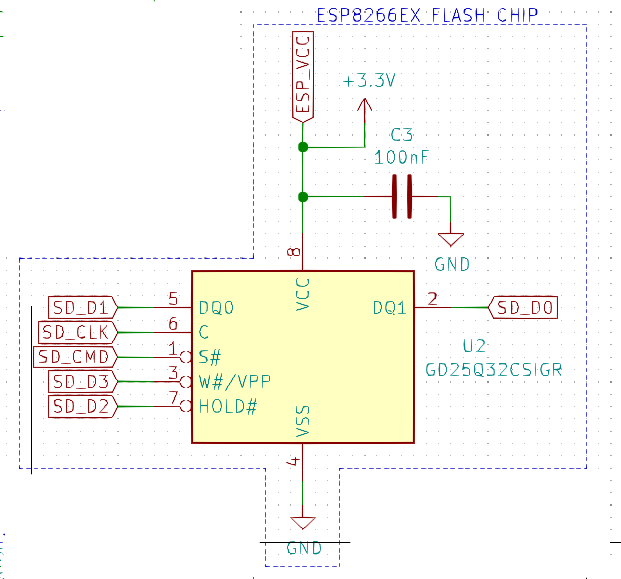 ESP8266EX FLASH CHIP
ESP_VCC
+3.3V
C3
100nF
GND
8
VCC
SD_D1 5 DQ0 DQ1 2 SD_D0
SD_CLK 6 C
SD_CMD 1 S#
SD_D3 3 W#/VPP
SD_D2 7 HOLD#
U2
GD25Q32CSIGR
VSS
4
GND